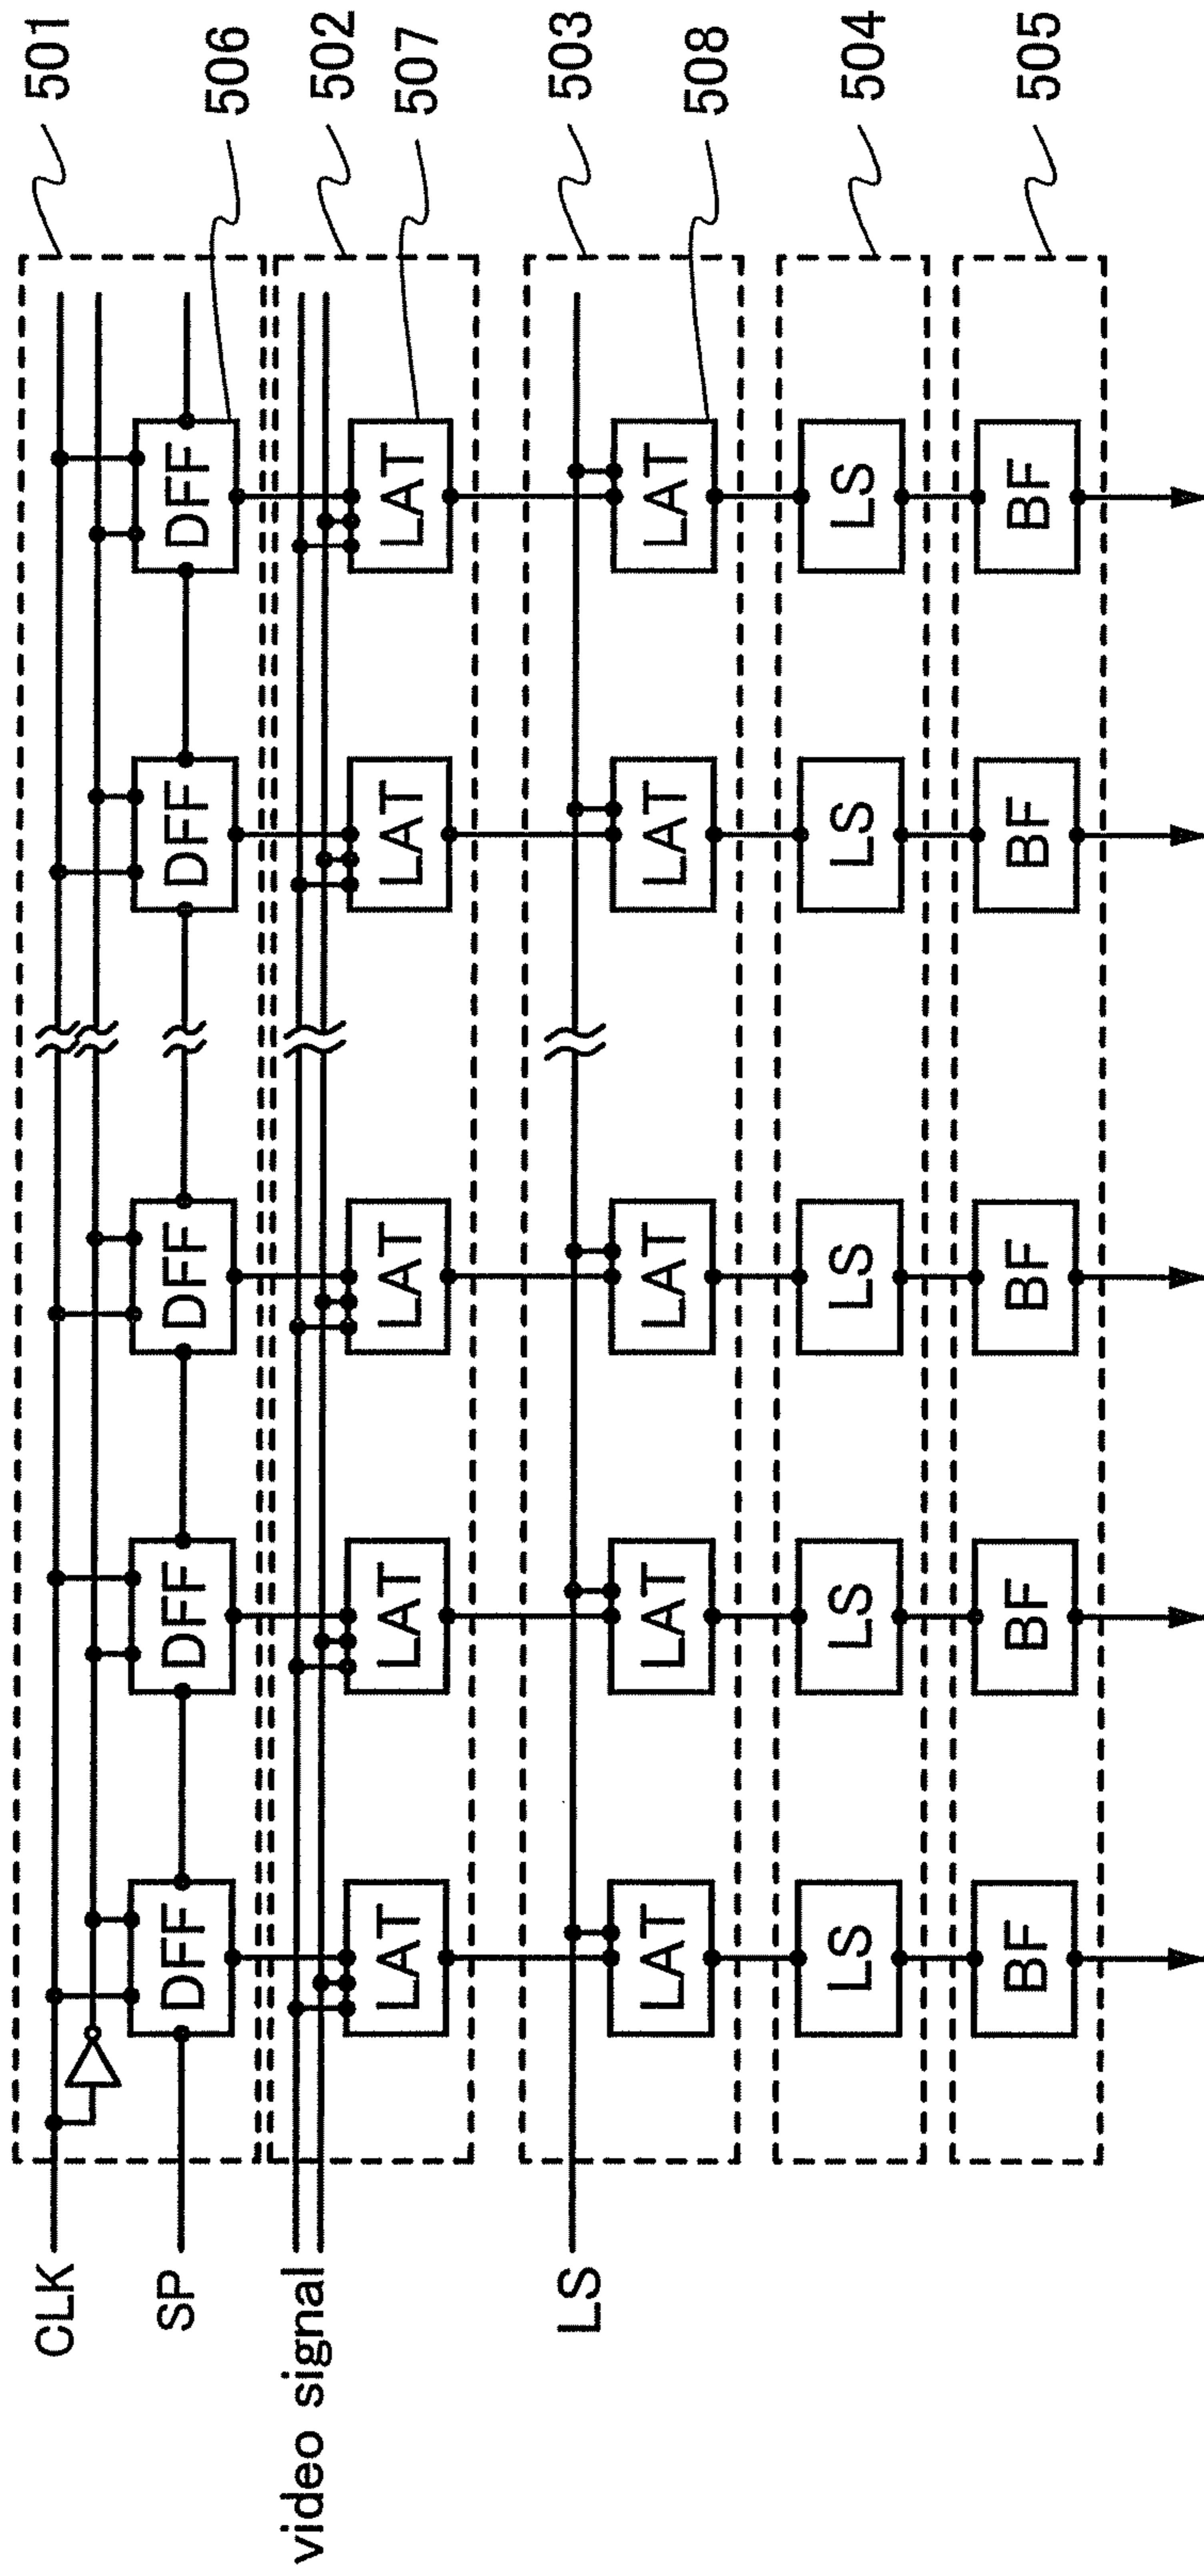 CLK
SP
video signal
LS
DFF DFF DFF DFF DFF
LAT LAT LAT LAT LAT
LAT LAT LAT LAT LAT
LS LS LS LS LS
BF BF BF BF BF
501
506
502
507
503
508
504
505